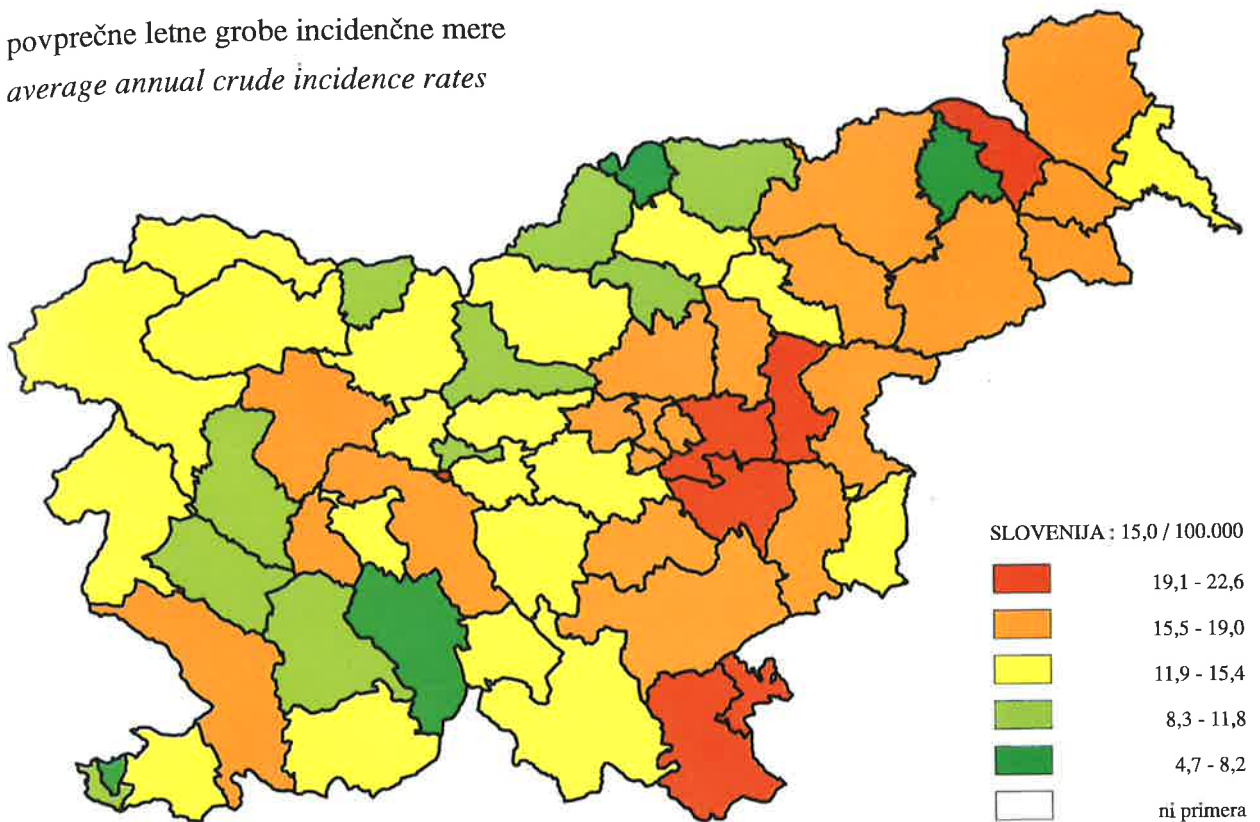 povprečne letne grobe incidenčne mere
average annual crude incidence rates
SLOVENIJA : 15,0 / 100.000
19,1 - 22,6
15,5 - 19,0
11,9 - 15,4
8,3 - 11,8
4,7 - 8,2
ni primera